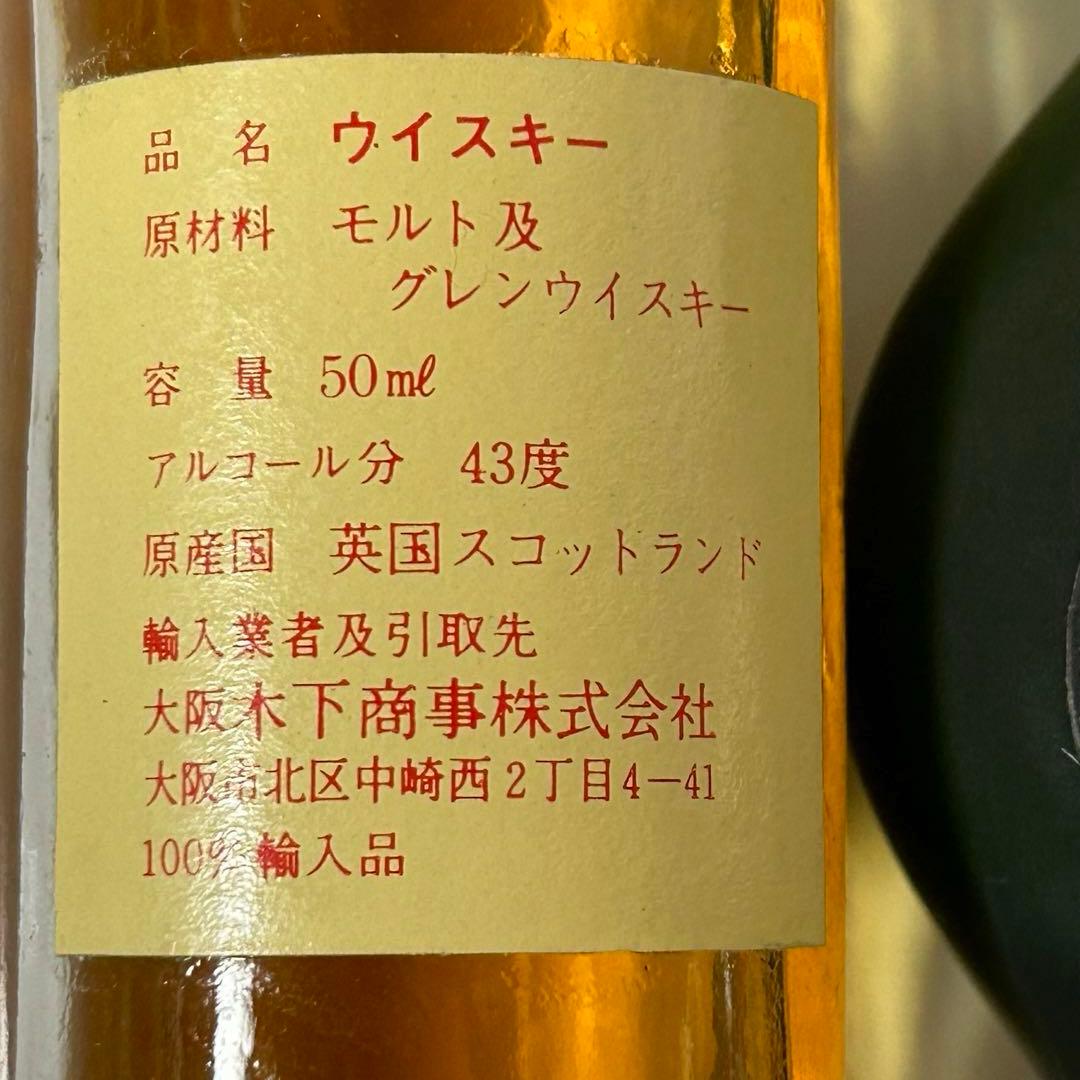 品名 ウイスキー
原材料 モルト及
グレンウイスキー
容量 50㎖
アルコール分 43度
原産国 英国スコットランド
輸入業者及引取先
大阪木下商事株式会社
大阪市北区中崎西2丁目4—41
100%輸入品